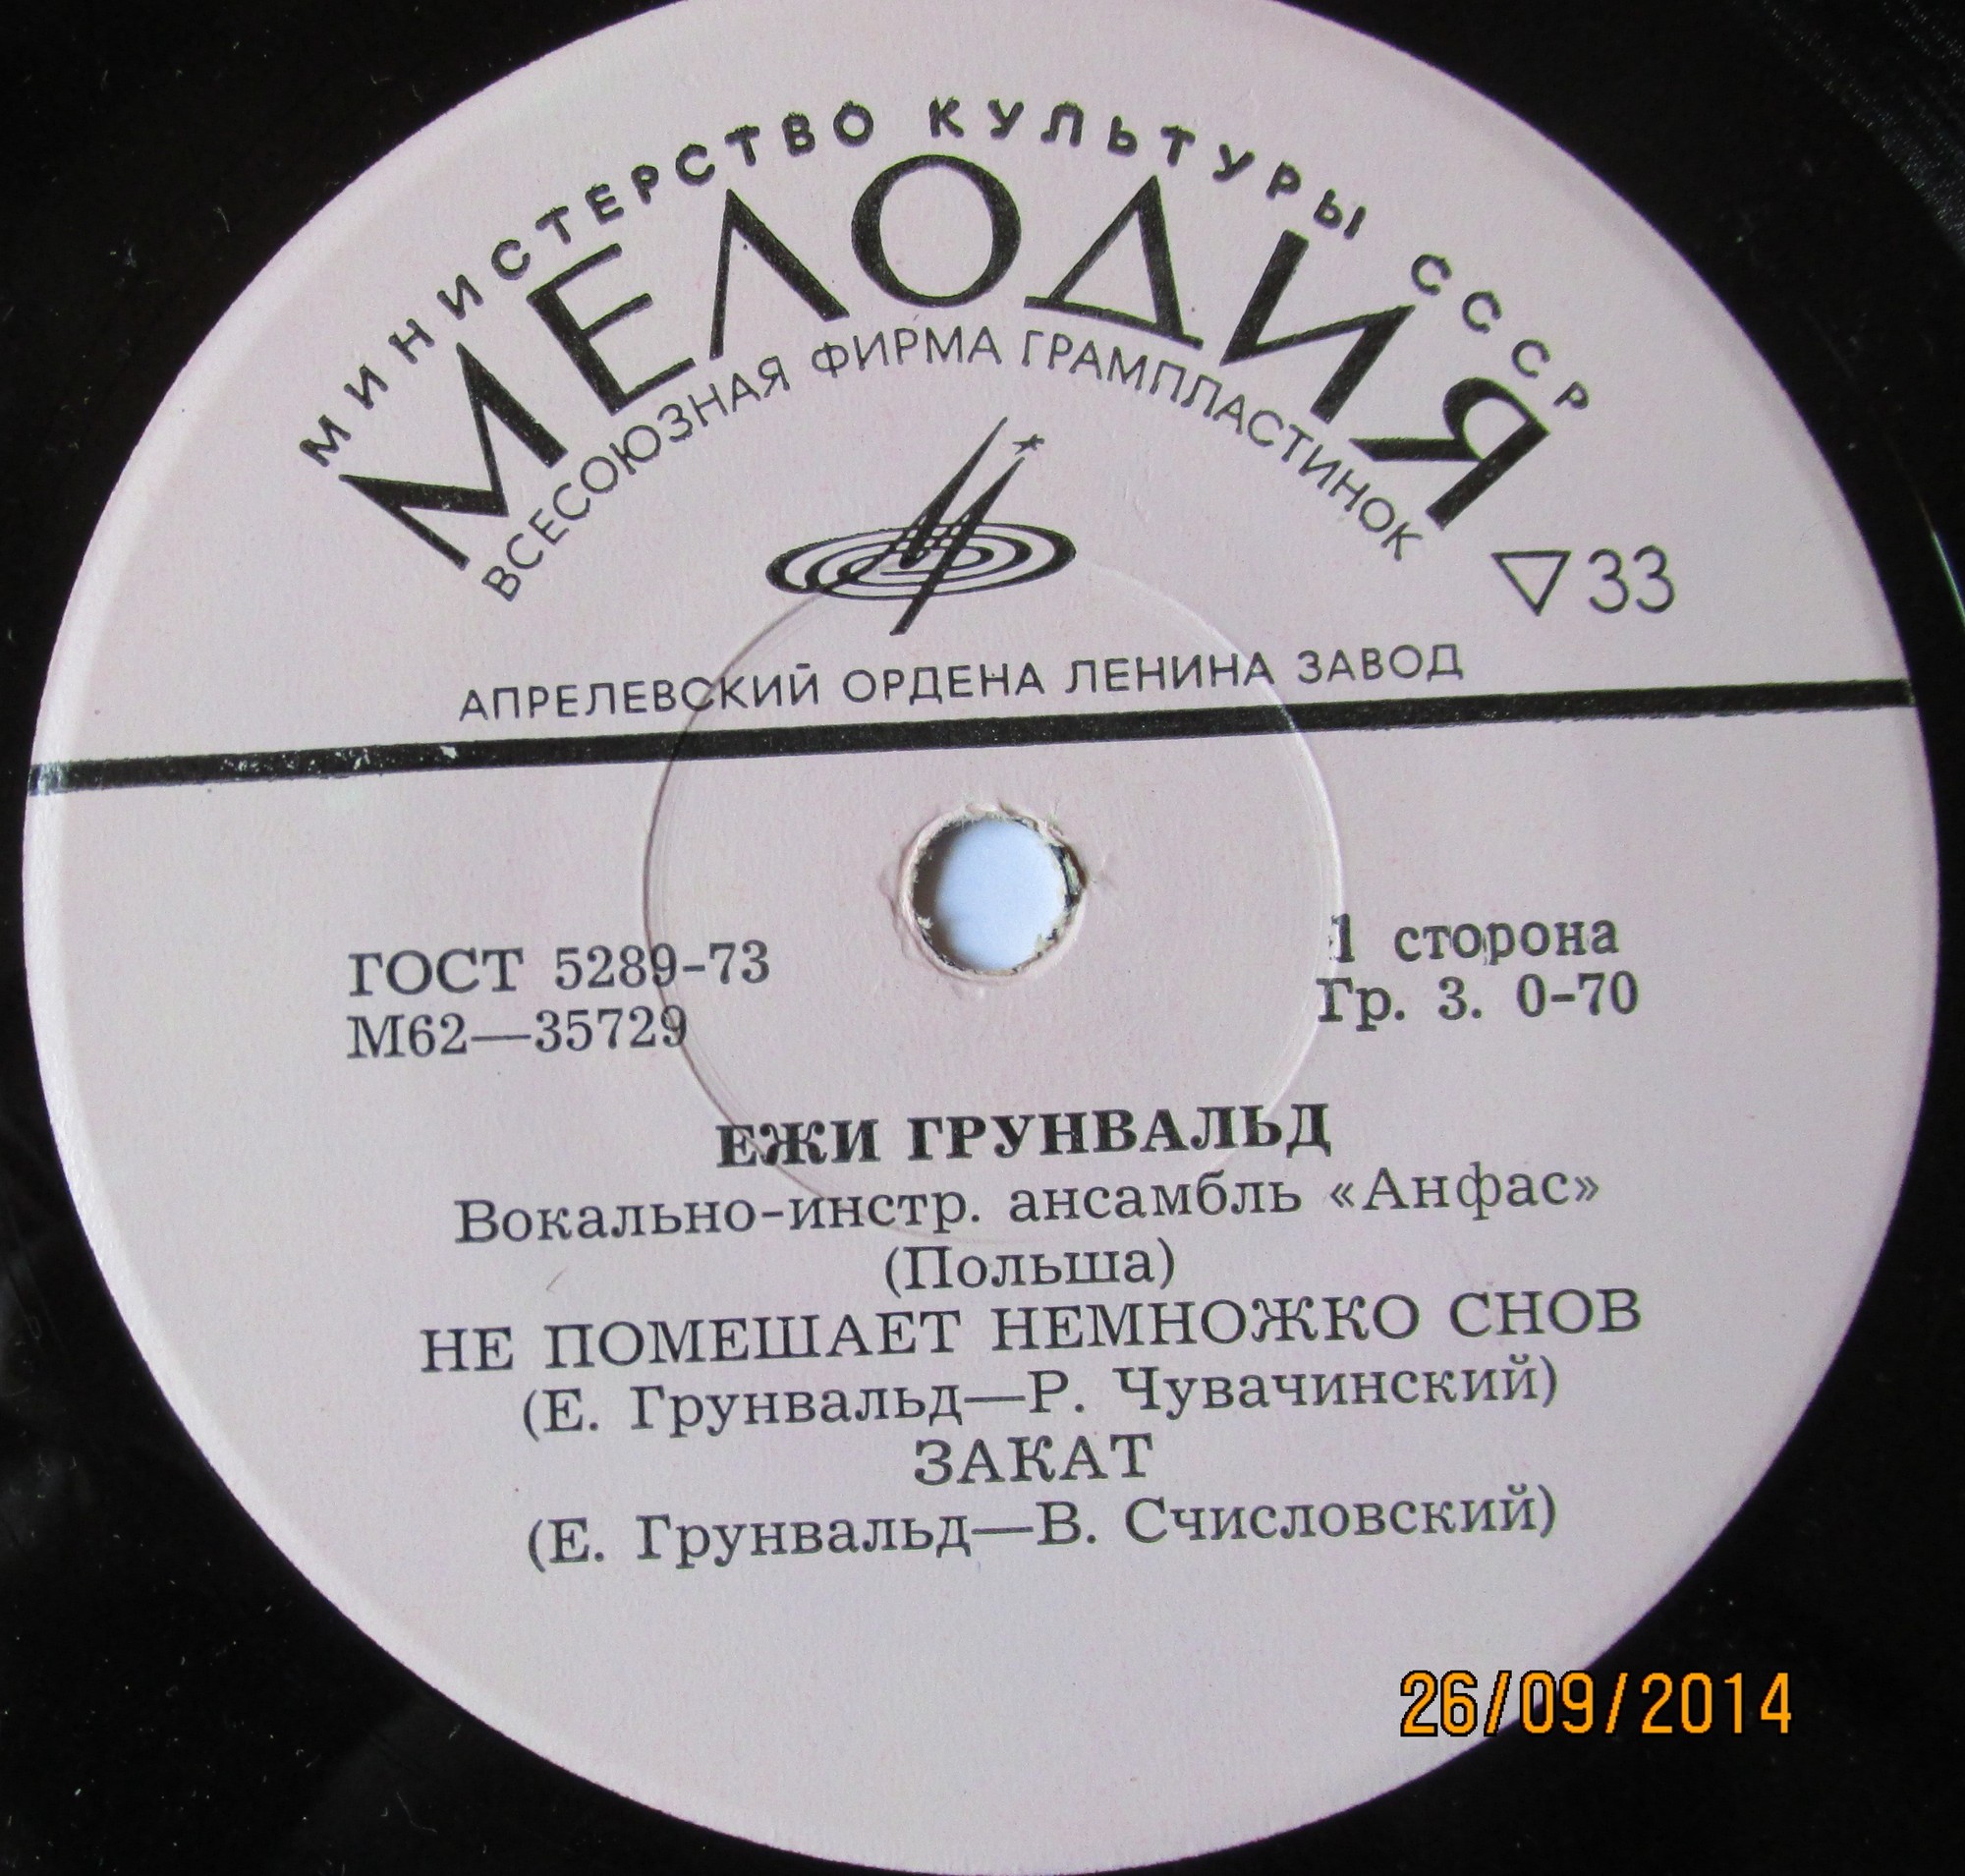 МИНИСТЕРСТВО КУЛЬТУРЫ СССР
МЕЛОДИЯ
ВСЕСОЮЗНАЯ ФИРМА ГРАМПЛАСТИНОК
▽33
АПРЕЛЕВСКИЙ ОРДЕНА ЛЕНИНА ЗАВОД
ГОСТ 5289-73
М62—35729
1 сторона
Гр. 3. 0-70
ЕЖИ ГРУНВАЛЬД
Вокально-инстр. ансамбль «Анфас»
(Польша)
НЕ ПОМЕШАЕТ НЕМНОЖКО СНОВ
(Е. Грунвальд—Р. Чувачинский)
ЗАКАТ
(Е. Грунвальд—В. Счисловский)
26/09/2014